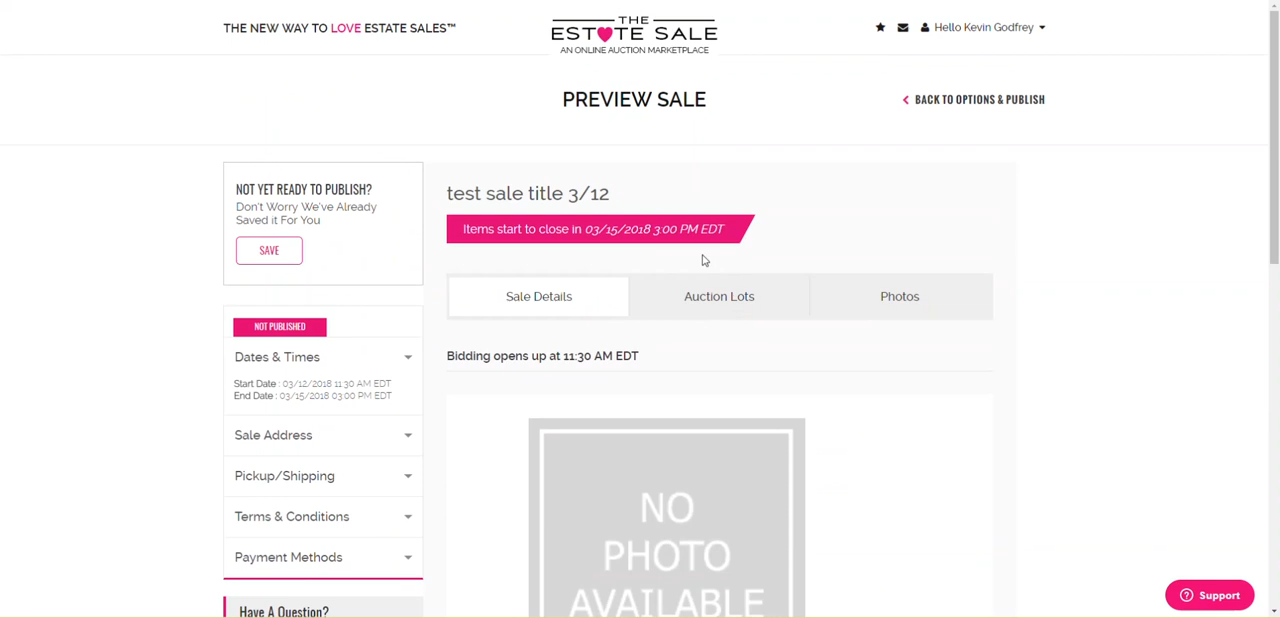 THE NEW WAY TO LOVE ESTATE SALES™
THE
ESTATE SALE
AN ONLINE AUCTION MARKETPLACE
Hello Kevin Godfrey
PREVIEW SALE
BACK TO OPTIONS & PUBLISH
NOT YET READY TO PUBLISH?
Don't Worry We've Already
Saved it For You
SAVE
test sale title 3/12
Items start to close in 03/15/2018 3:00 PM EDT
Sale Details
Auction Lots
Photos
NOT PUBLISHED
Dates & Times
Start Date : 03/12/2018 11:30 AM EDT
End Date : 03/15/2018 03:00 PM EDT
Sale Address
Pickup/Shipping
Terms & Conditions
Payment Methods
Have A Question?
Bidding opens up at 11:30 AM EDT
NO
PHOTO
AVAILABLE
Support